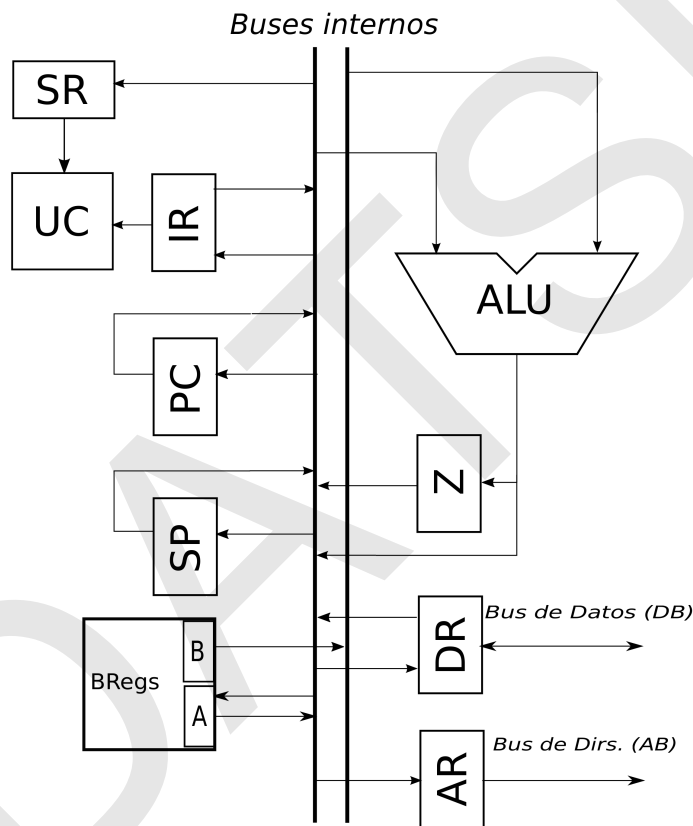 Buses internos
SR
UC
IR
ALU
PC
Z
SP
DR
Bus de Datos (DB)
BRegs
B
A
AR
Bus de Dirs. (AB)